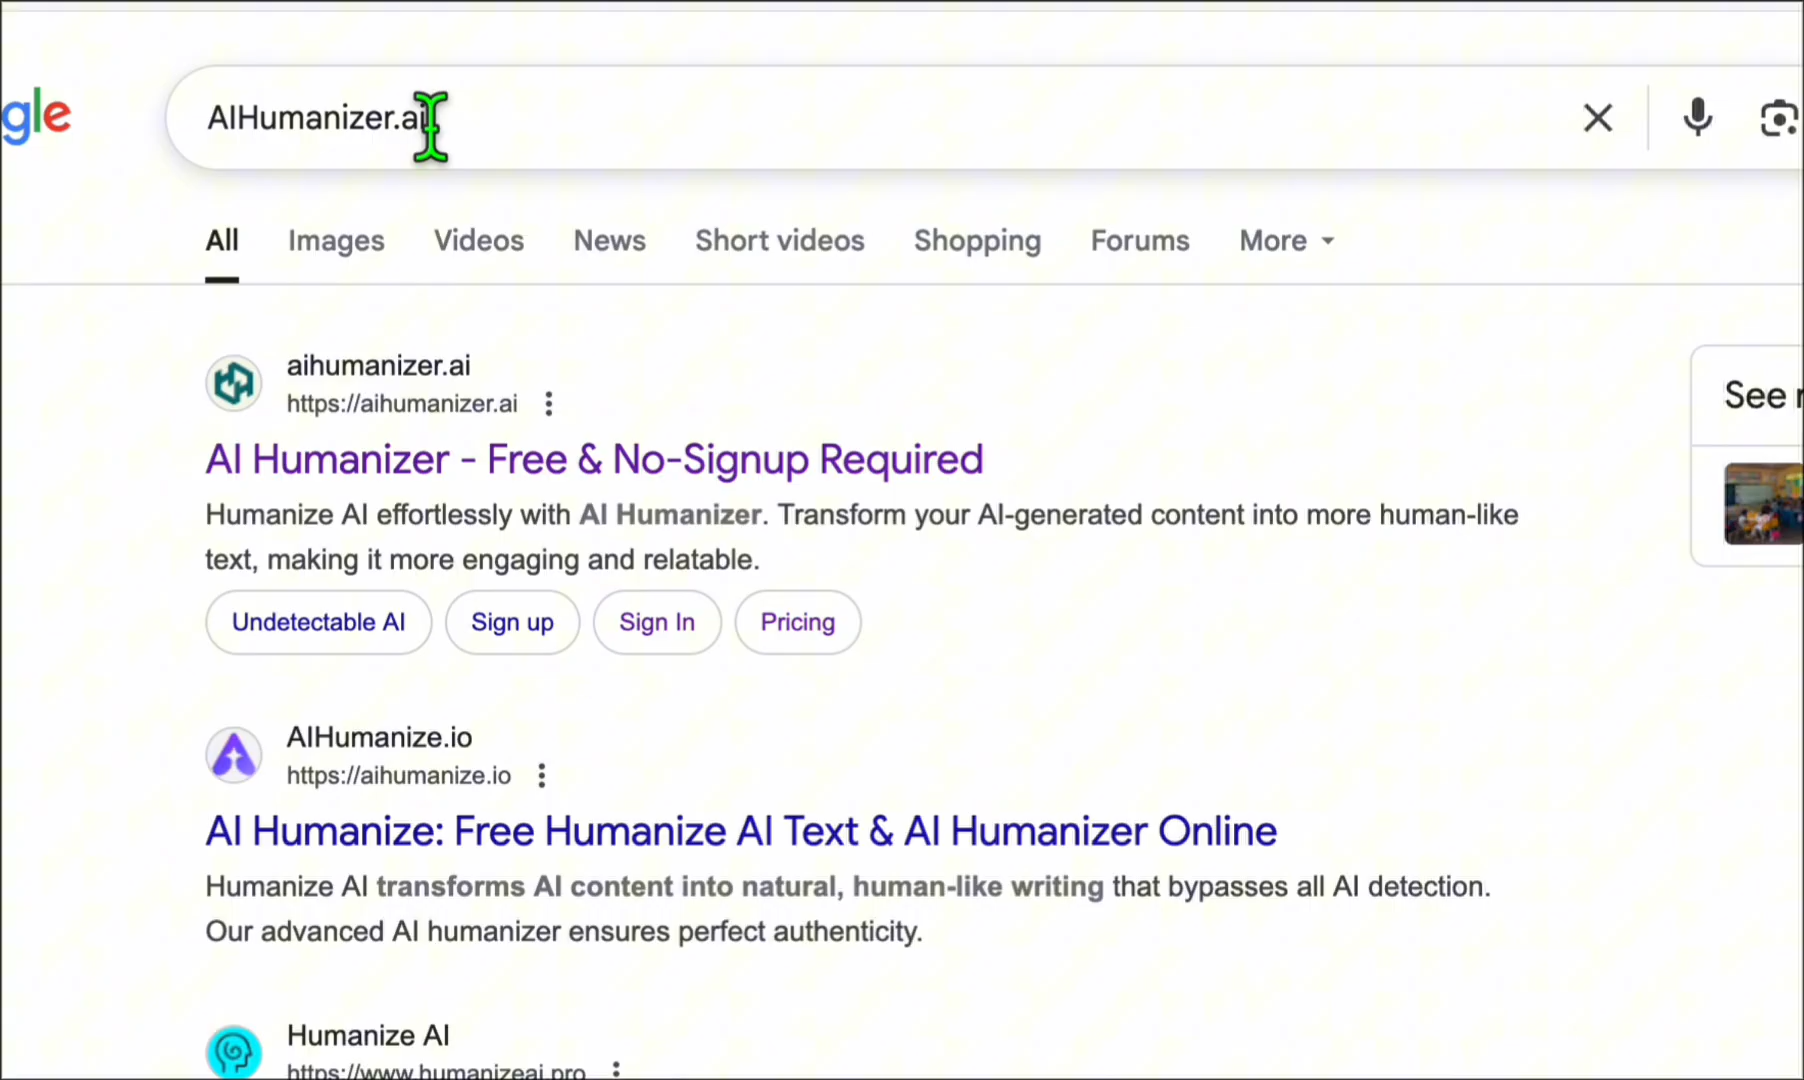 gle
AIHumanizer.ai
All Images Videos News Short videos Shopping Forums More
aihumanizer.ai
https://aihumanizer.ai
See
AI Humanizer - Free & No-Signup Required
Humanize AI effortlessly with AI Humanizer. Transform your AI-generated content into more human-like
text, making it more engaging and relatable.
Undetectable AI Sign up Sign In Pricing
AIHumanize.io
https://aihumanize.io
AI Humanize: Free Humanize AI Text & AI Humanizer Online
Humanize AI transforms AI content into natural, human-like writing that bypasses all AI detection.
Our advanced AI humanizer ensures perfect authenticity.
Humanize AI
https://www.humanizeai.pro